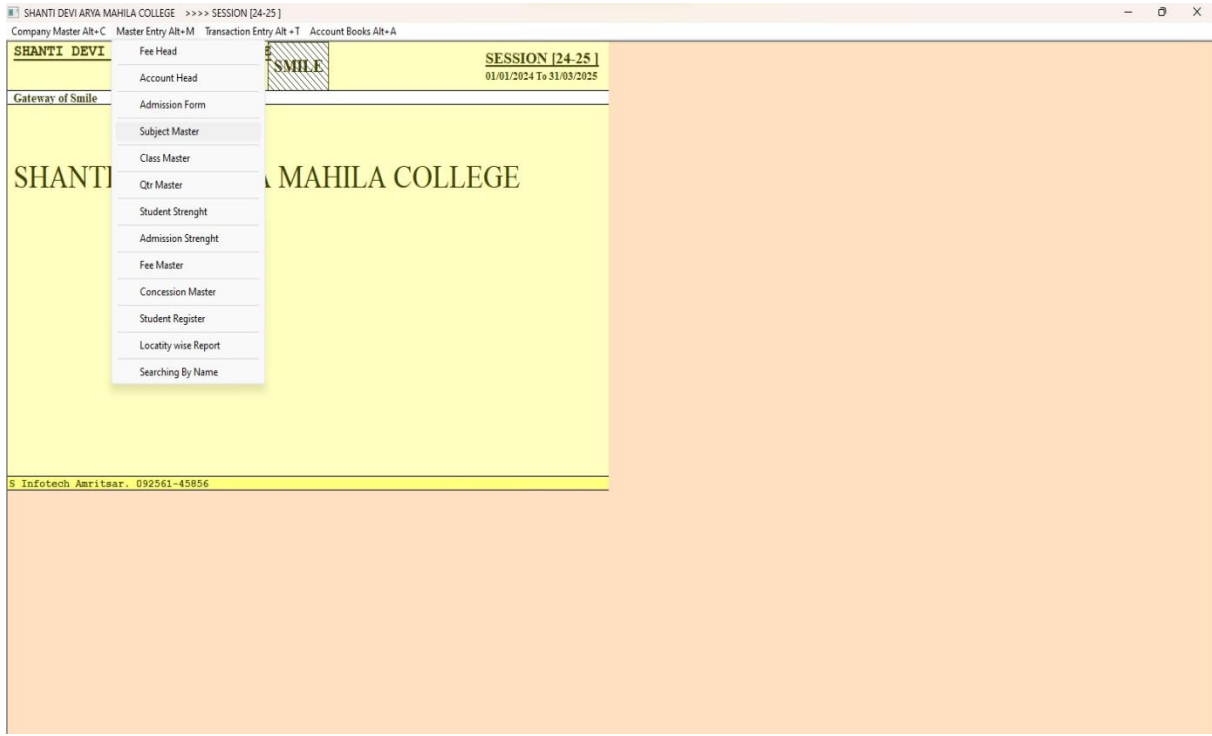 SHANTI DEVI ARYA MAHILA COLLEGE >>>> SESSION [24-25 ]
Company Master Alt+C Master Entry Alt+M Transaction Entry Alt +T Account Books Alt+A
SHANTI DEVI
SMILE
SESSION [24-25 ]
01/01/2024 To 31/03/2025
Gateway of Smile
Fee Head
Account Head
Admission Form
Subject Master
Class Master
Qtr Master
Student Strenght
Admission Strenght
Fee Master
Concession Master
Student Register
Locatity wise Report
Searching By Name
SHANTI MAHILA COLLEGE
S Infotech Amritsar. 092561-45856